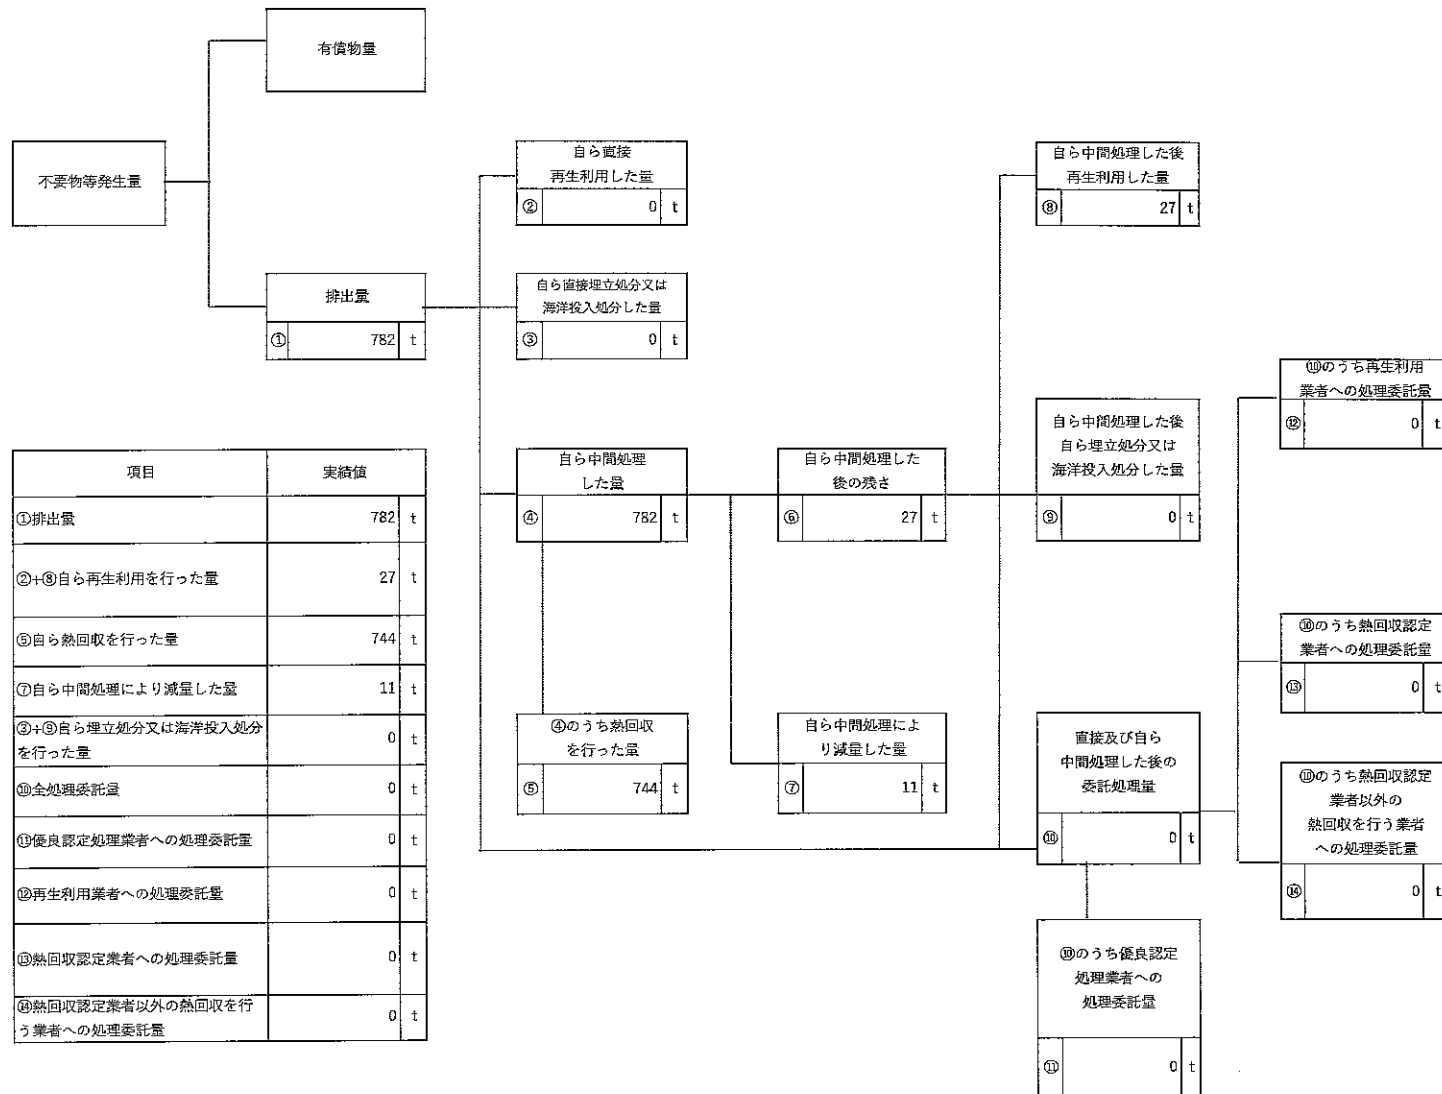 有償物量
不要物等発生量
排出量
① 782 t
自ら直接
再生利用した量
② 0 t
自ら直接埋立処分又は
海洋投入処分した量
③ 0 t
自ら中間処理
した量
④ 782 t
④のうち熱回収
を行った量
⑤ 744 t
自ら中間処理した
後の残さ
⑥ 27 t
自ら中間処理によ
り減量した量
⑦ 11 t
自ら中間処理した後
再生利用した量
⑧ 27 t
自ら中間処理した後
自ら埋立処分又は
海洋投入処分した量
⑨ 0 t
直接及び自ら
中間処理した後の
委託処理量
⑩ 0 t
⑩のうち優良認定
処理業者への
処理委託量
⑪ 0 t
⑩のうち再生利用
業者への処理委託量
⑫ 0 t
⑩のうち熱回収認定
業者への処理委託量
⑬ 0 t
⑩のうち熱回収認定
業者以外の
熱回収を行う業者
への処理委託量
⑭ 0 t
項目 実績値
①排出量 782 t
②+⑧自ら再生利用を行った量 27 t
⑤自ら熱回収を行った量 744 t
⑦自ら中間処理により減量した量 11 t
③+⑨自ら埋立処分又は海洋投入処分
を行った量 0 t
⑩全処理委託量 0 t
⑪優良認定処理業者への処理委託量 0 t
⑫再生利用業者への処理委託量 0 t
⑬熱回収認定業者への処理委託量 0 t
⑭熱回収認定業者以外の熱回収を行
う業者への処理委託量 0 t